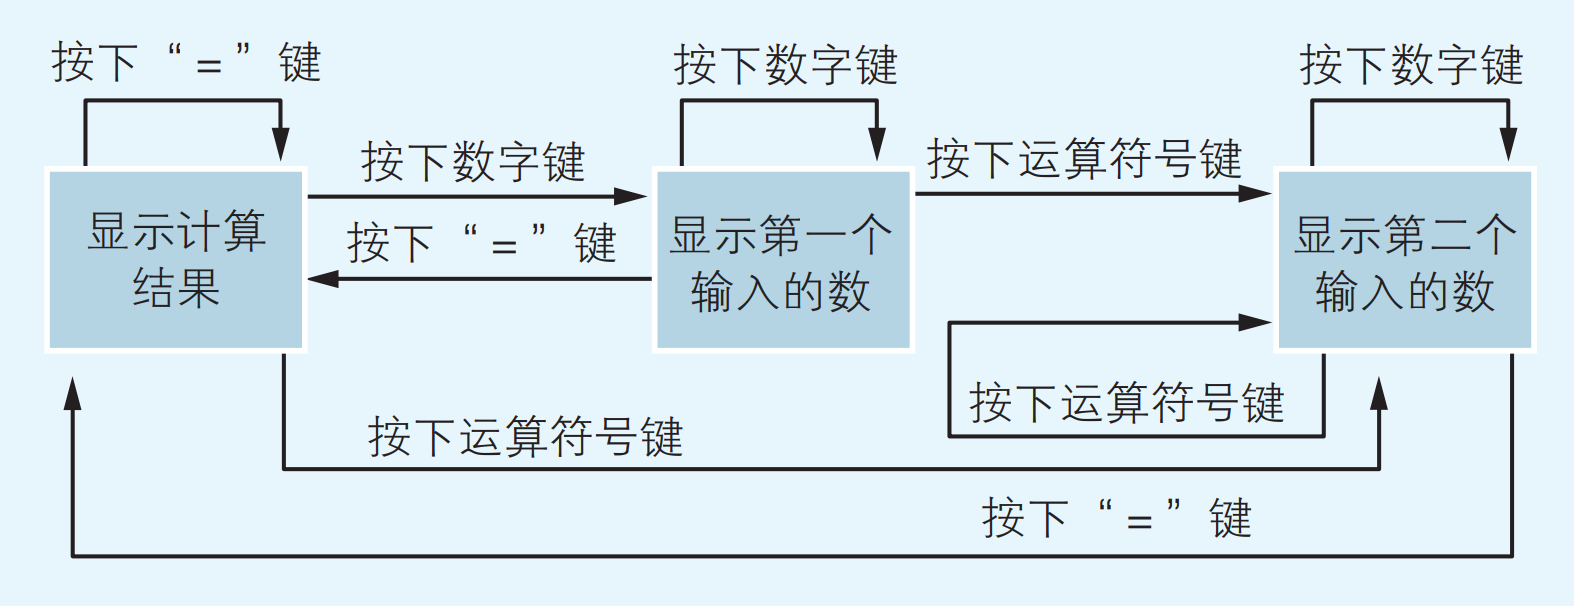 按下“=”键
按下数字键
按下数字键
按下数字键
按下运算符号键
显示计算
结果
按下“=”键
显示第一个
输入的数
显示第二个
输入的数
按下运算符号键
按下运算符号键
按下“=”键